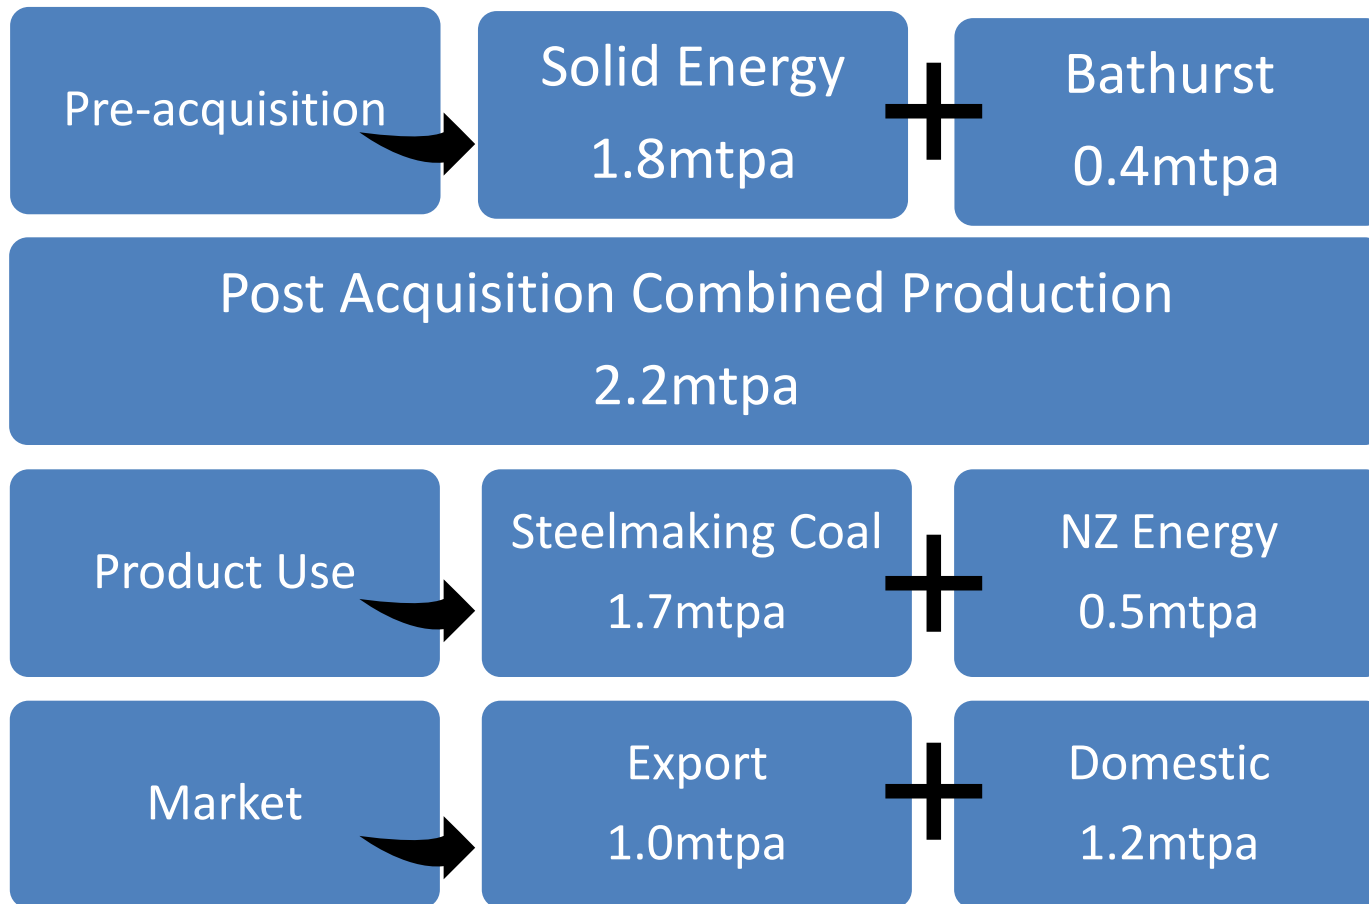 Pre-acquisition
Solid Energy
1.8mtpa
Bathurst
0.4mtpa
Post Acquisition Combined Production
2.2mtpa
Product Use
Steelmaking Coal
1.7mtpa
NZ Energy
0.5mtpa
Market
Export
1.0mtpa
Domestic
1.2mtpa